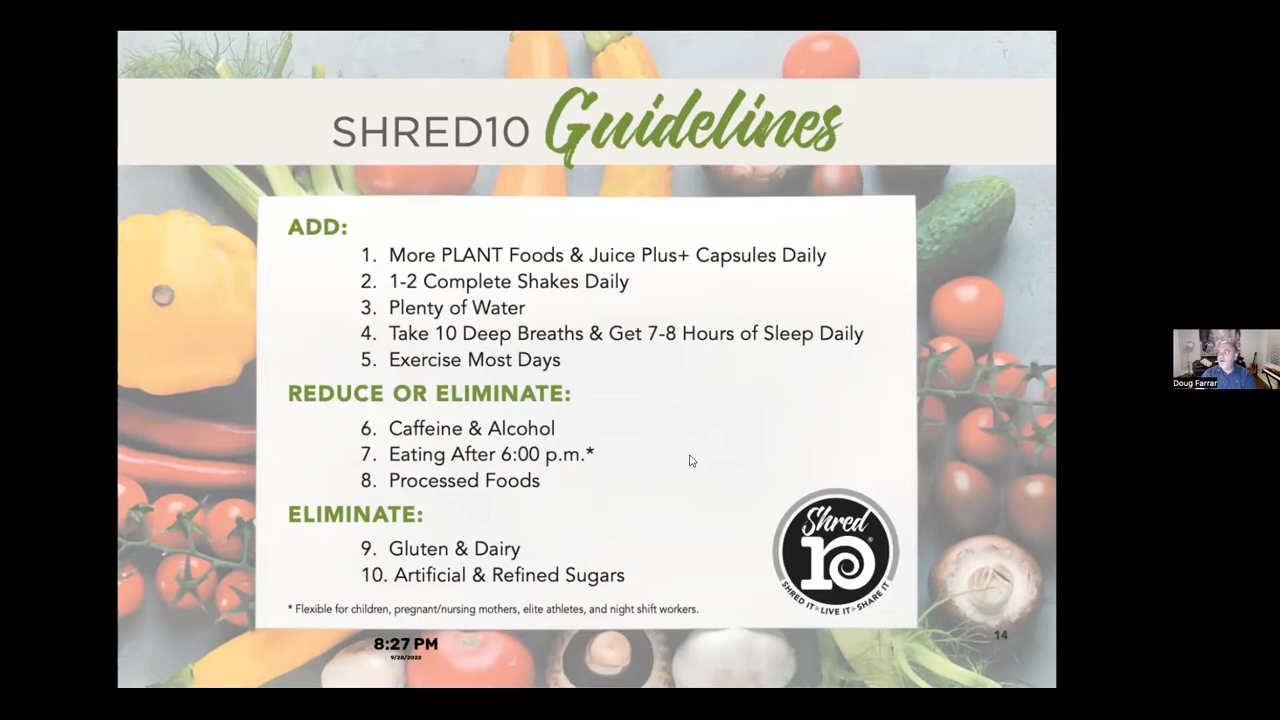 SHRED10 Guidelines
ADD:
1. More PLANT Foods & Juice Plus+ Capsules Daily
2. 1-2 Complete Shakes Daily
3. Plenty of Water
4. Take 10 Deep Breaths & Get 7-8 Hours of Sleep Daily
5. Exercise Most Days
REDUCE OR ELIMINATE:
6. Caffeine & Alcohol
7. Eating After 6:00 p.m.*
8. Processed Foods
ELIMINATE:
9. Gluten & Dairy
10. Artificial & Refined Sugars
* Flexible for children, pregnant/nursing mothers, elite athletes, and night shift workers.
Shred
10®
SHRED IT LIVE IT SHARE IT
14
8:27 PM
9/26/2022
Doug Farrar